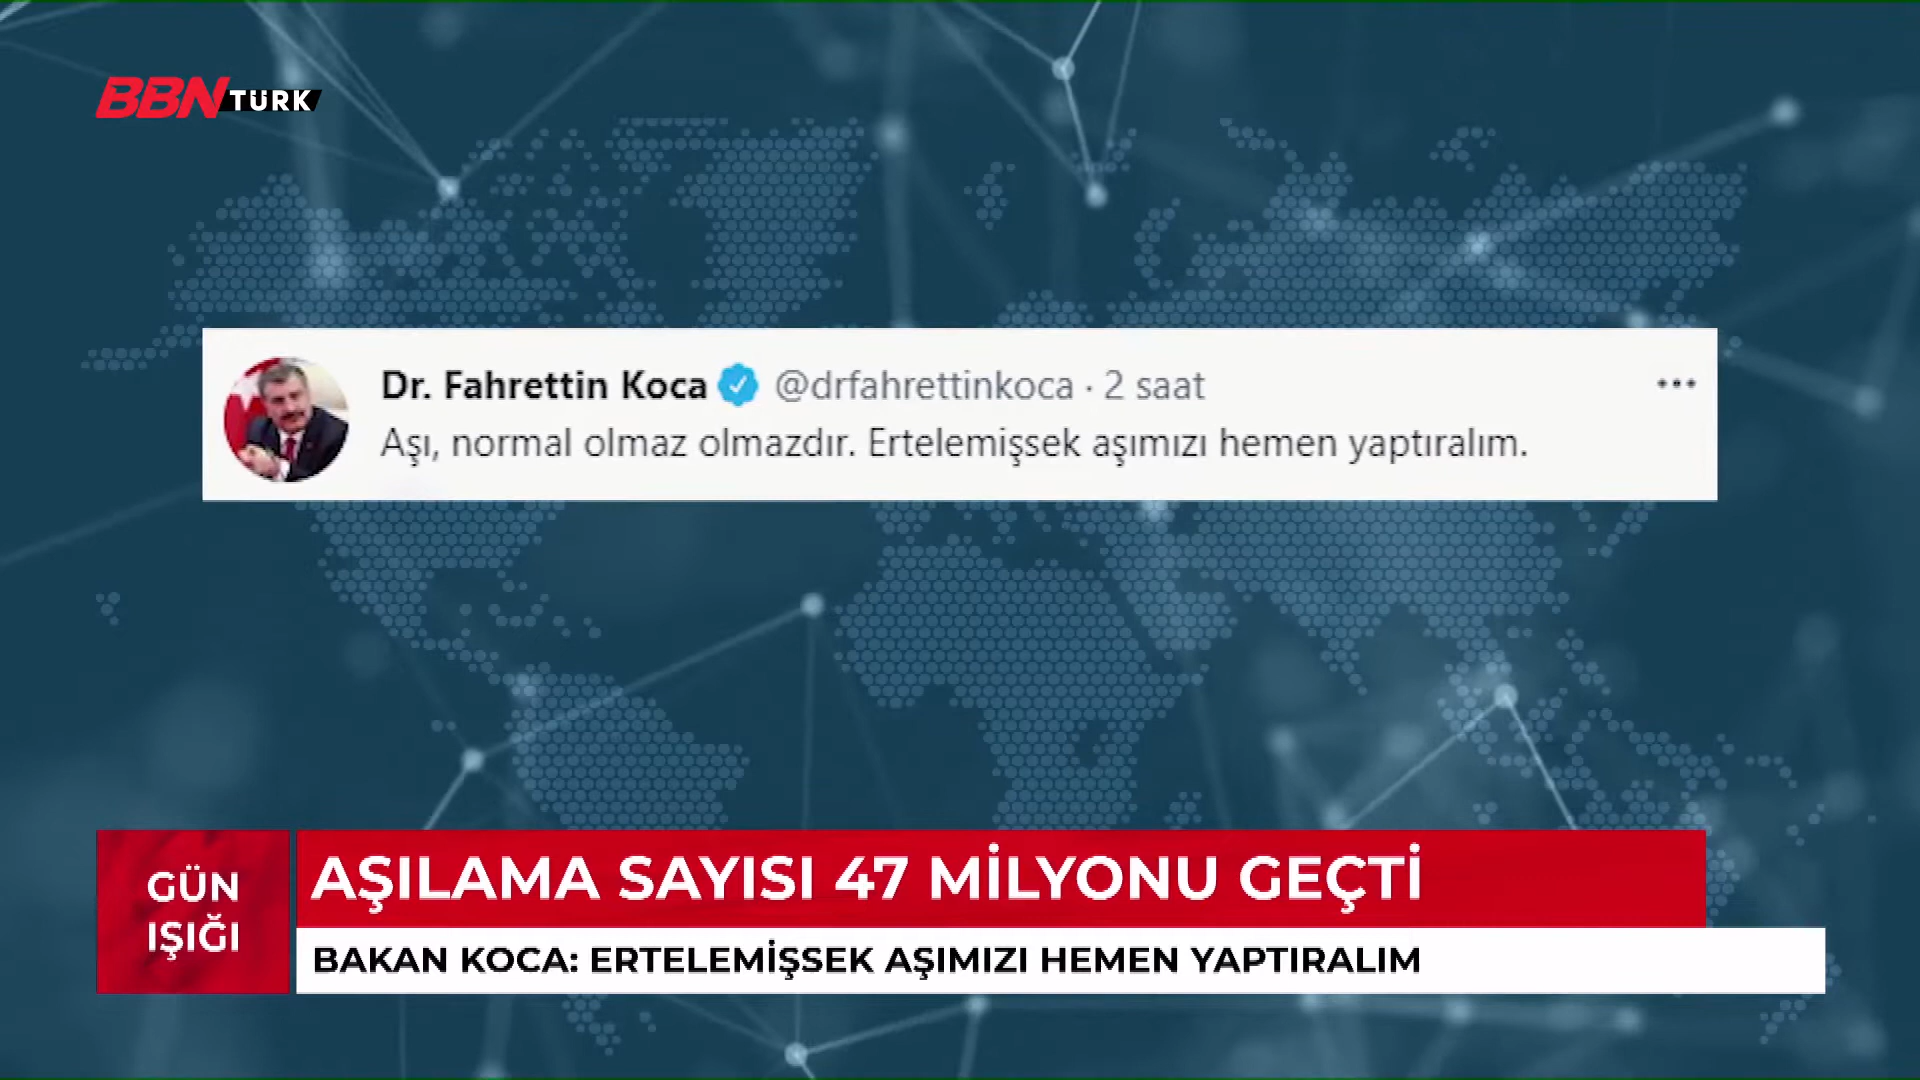 BBN TÜRK
Dr. Fahrettin Koca @drfahrettinkoca · 2 saat
Aşı, normal olmaz olmazdır. Ertelemişsek aşımızı hemen yaptıralım.
GÜN
IŞIĞI
AŞILAMA SAYISI 47 MİLYONU GEÇTİ
BAKAN KOCA: ERTELEMİŞSEK AŞIMIZI HEMEN YAPTIRALIM